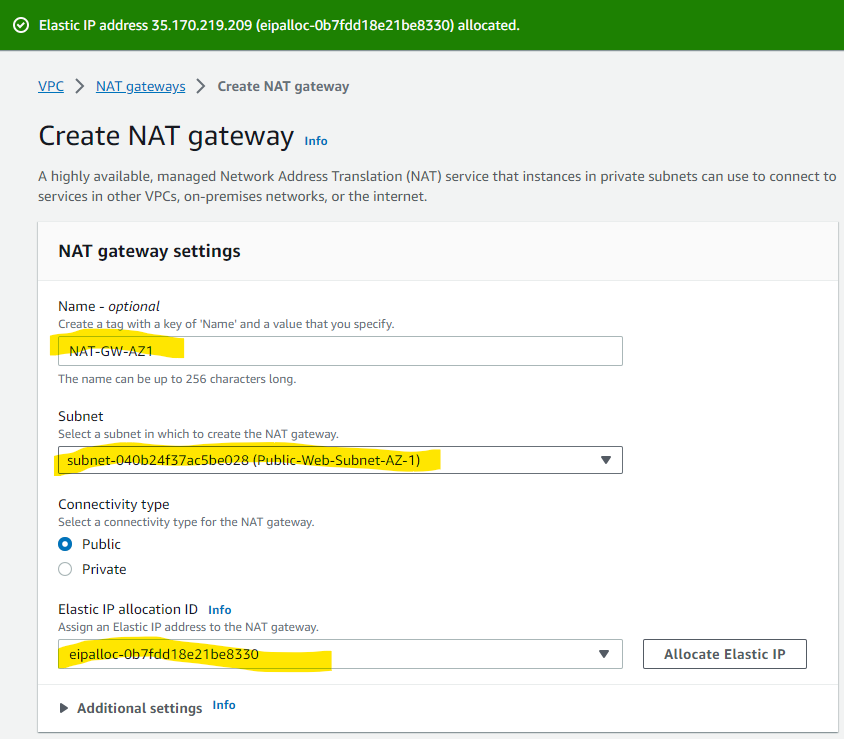 Elastic IP address 35.170.219.209 (eipalloc-0b7fdd18e21be8330) allocated.
VPC > NAT gateways > Create NAT gateway
Create NAT gateway Info
A highly available, managed Network Address Translation (NAT) service that instances in private subnets can use to connect to
services in other VPCs, on-premises networks, or the internet.
NAT gateway settings
Name - optional
Create a tag with a key of 'Name' and a value that you specify.
NAT-GW-AZ1
The name can be up to 256 characters long.
Subnet
Select a subnet in which to create the NAT gateway.
subnet-040b24f37ac5be028 (Public-Web-Subnet-AZ-1)
Connectivity type
Select a connectivity type for the NAT gateway.
Public
Private
Elastic IP allocation ID Info
Assign an Elastic IP address to the NAT gateway.
eipalloc-0b7fdd18e21be8330
Allocate Elastic IP
Additional settings Info